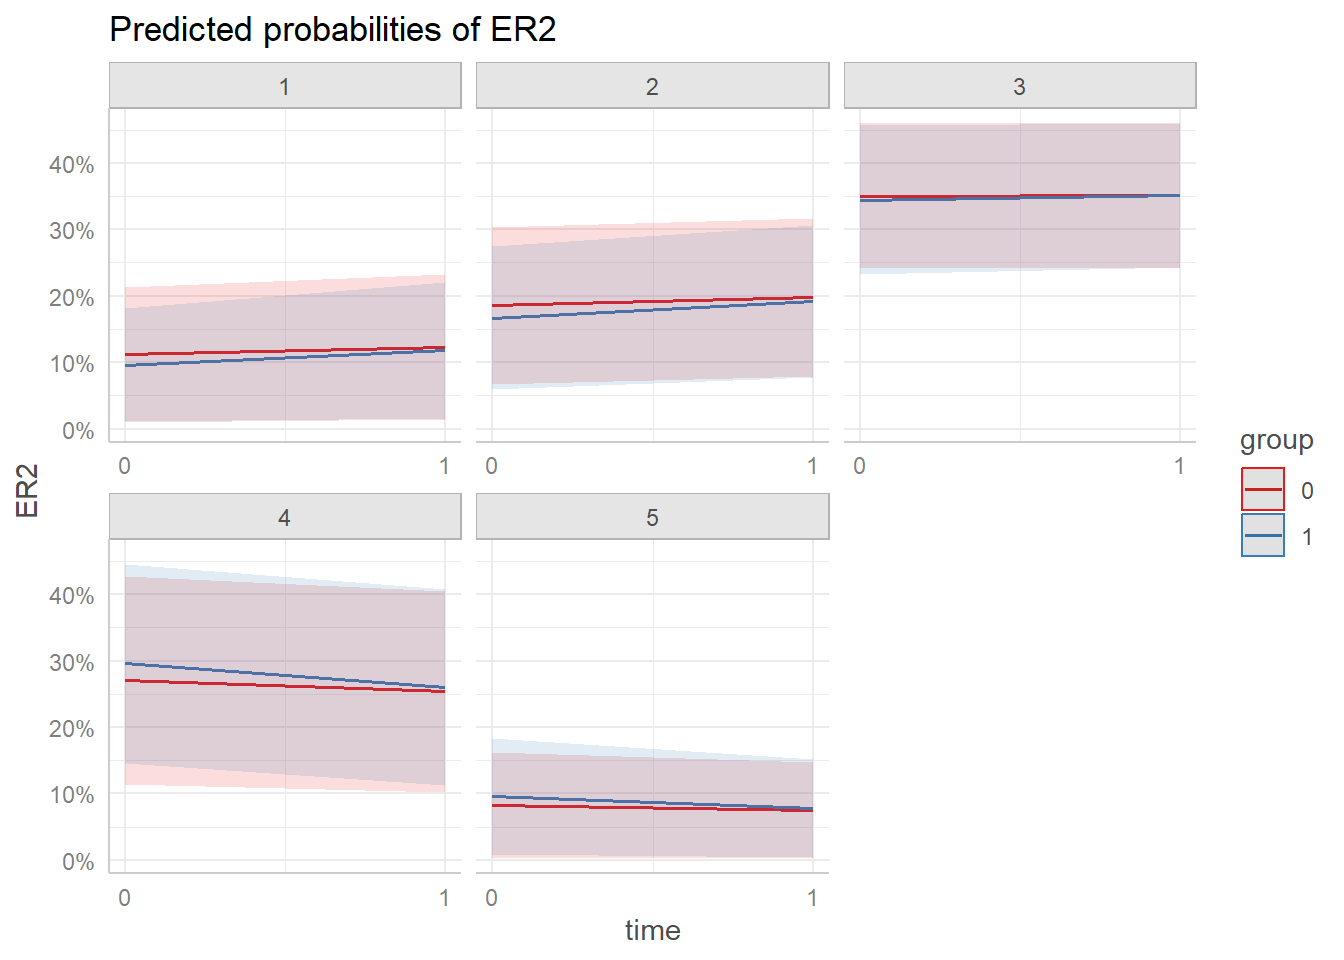 Predicted probabilities of ER2
1 2 3
40%
30%
20%
10%
0%
0 1 0 1 0 1
4 5
40%
30%
20%
10%
0%
0 1 0 1
time
ER2
group
0
1